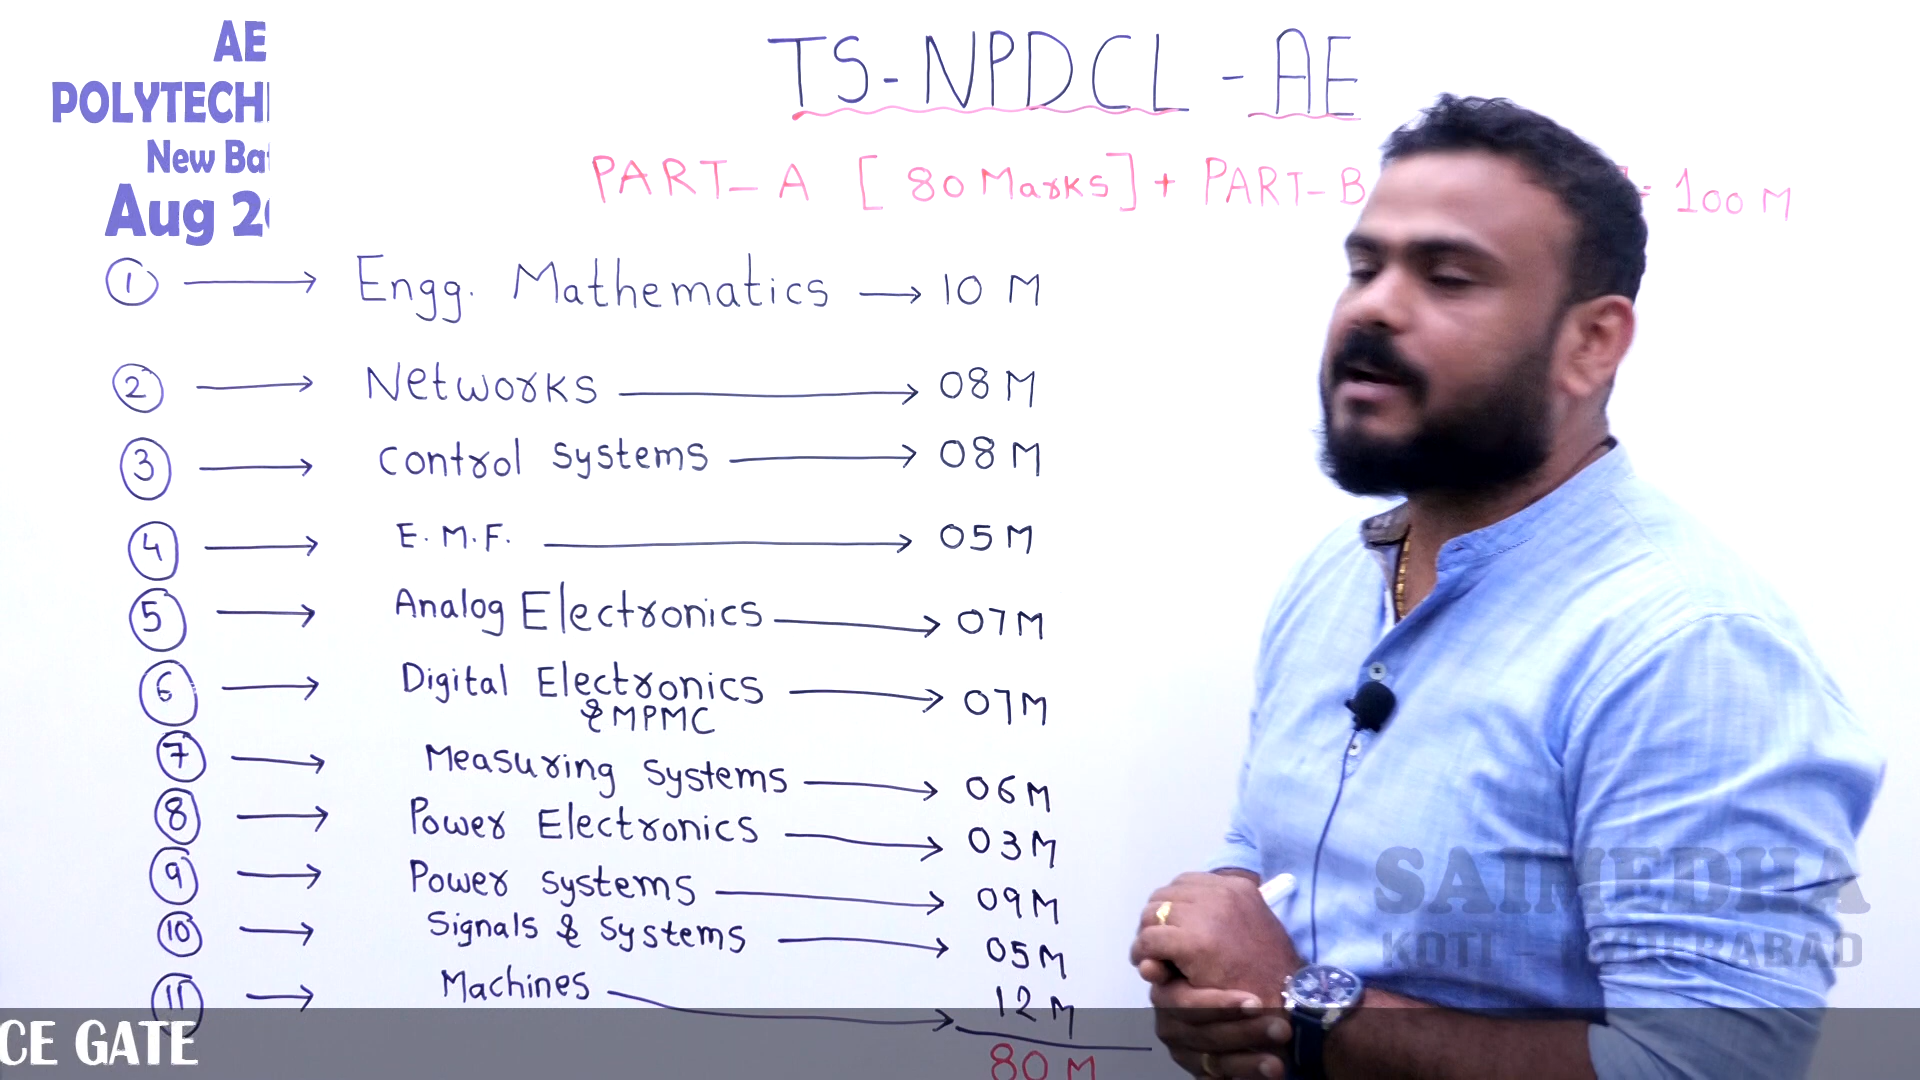 AE
POLYTECH
New Ba
Aug 2
TS-NPDCL-AE
PART-A [80 Marks] + PART-B = 100 M
1 → Engg. Mathematics → 10 M
2 → Networks → 08 M
3 → Control Systems → 08 M
4 → E.M.F. → 05 M
5 → Analog Electronics → 07 M
6 → Digital Electronics → 07 M
& MPMC
7 → Measuring Systems → 06 M
8 → Power Electronics → 03 M
9 → Power Systems → 09 M
10 → Signals & Systems → 05 M
11 → Machines → 12 M
80 M
SAIMEDHA
KOTI - HYDERABAD
CE GATE